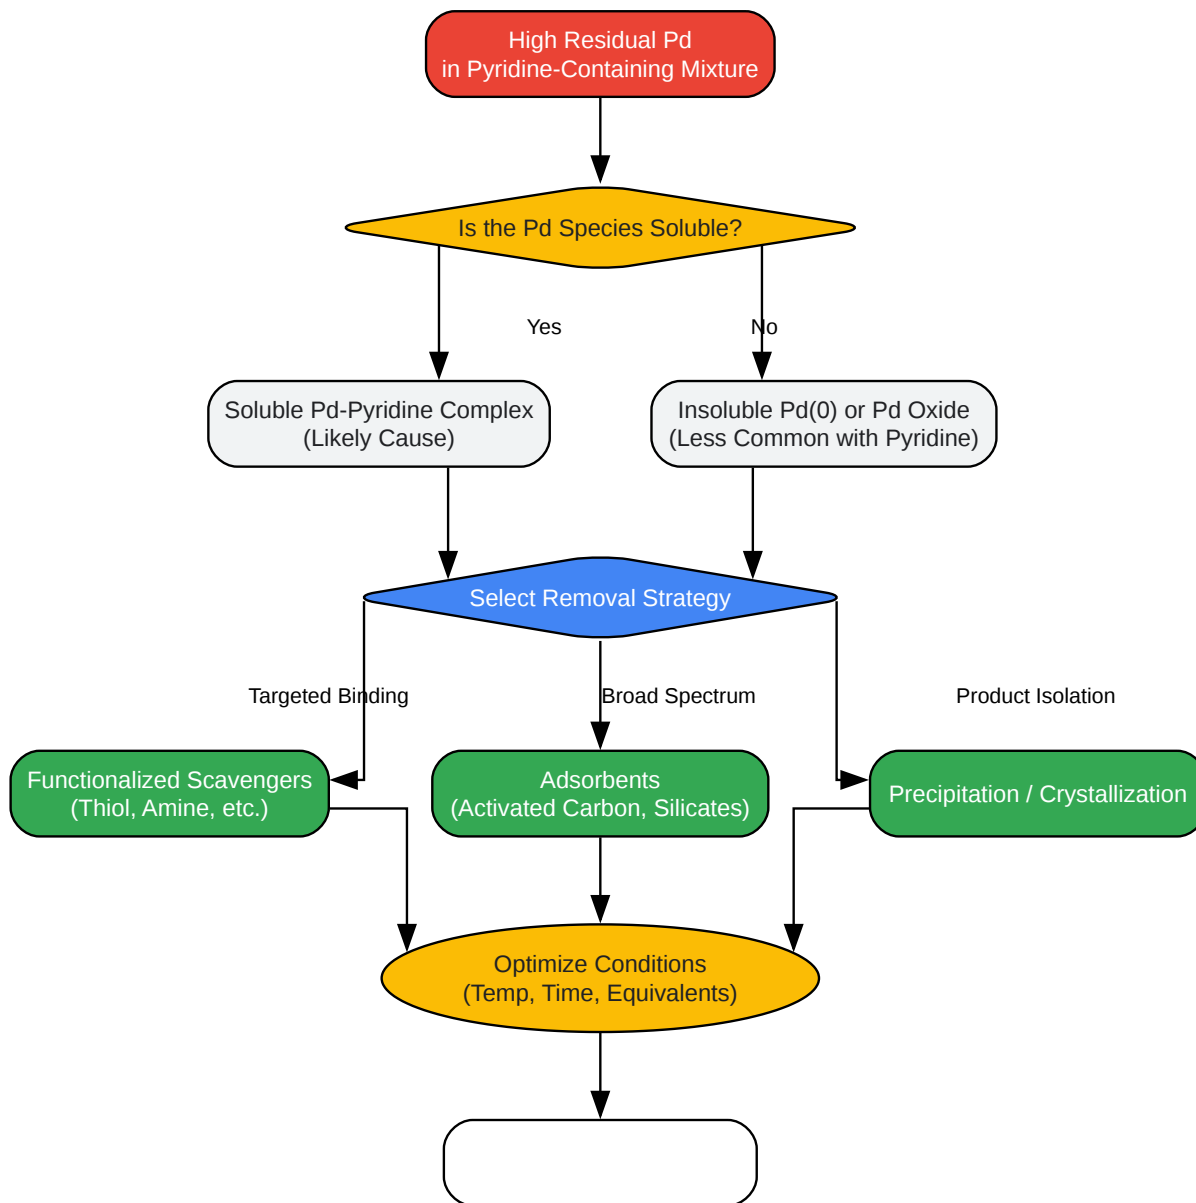 High Residual Pd
in Pyridine-Containing Mixture
Is the Pd Species Soluble?
Yes
No
Soluble Pd-Pyridine Complex
(Likely Cause)
Insoluble Pd(0) or Pd Oxide
(Less Common with Pyridine)
Select Removal Strategy
Targeted Binding
Broad Spectrum
Product Isolation
Functionalized Scavengers
(Thiol, Amine, etc.)
Adsorbents
(Activated Carbon, Silicates)
Precipitation / Crystallization
Optimize Conditions
(Temp, Time, Equivalents)